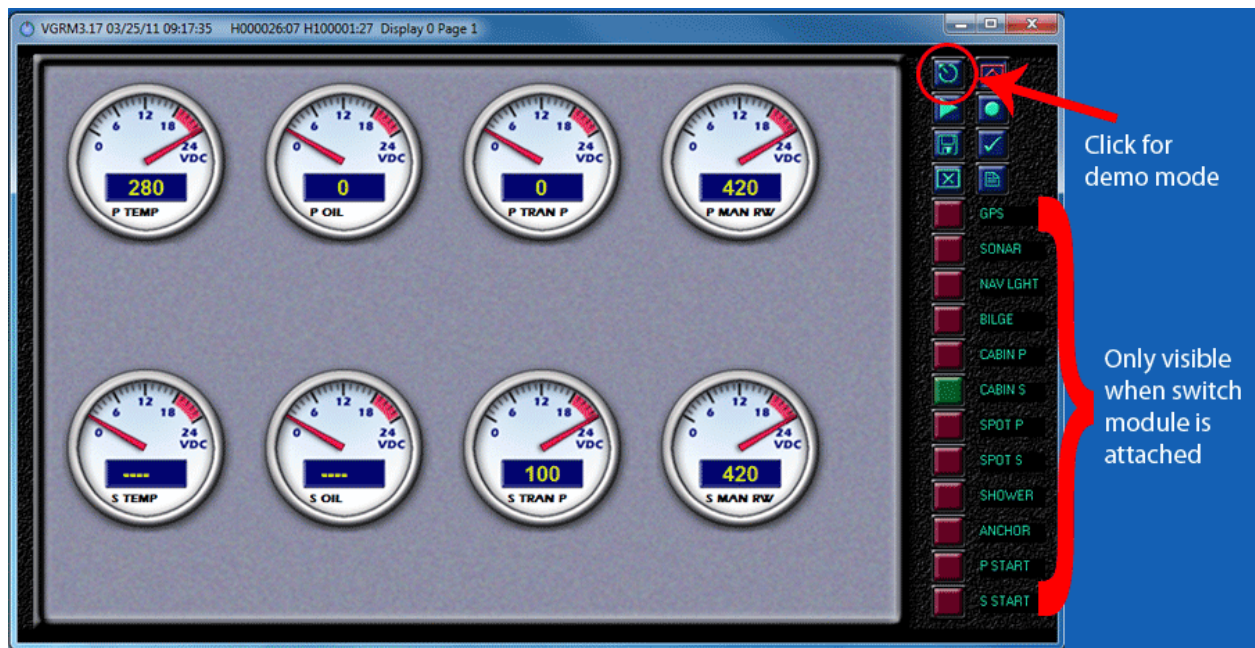 VGRM3.17 03/25/11 09:17:35 H000026:07 H100001:27 Display 0 Page 1
0 6 12 18 24
VDC
280
P TEMP
0 6 12 18 24
VDC
0
P OIL
0 6 12 18 24
VDC
0
P TRAN P
0 6 12 18 24
VDC
420
P MAN RW
0 6 12 18 24
VDC
----
S TEMP
0 6 12 18 24
VDC
----
S OIL
0 6 12 18 24
VDC
100
S TRAN P
0 6 12 18 24
VDC
420
S MAN RW
Click for
demo mode
GPS
SONAR
NAV LGHT
BILGE
CABIN P
CABIN S
SPOT P
SPOT S
SHOWER
ANCHOR
P START
S START
Only visible
when switch
module is
attached